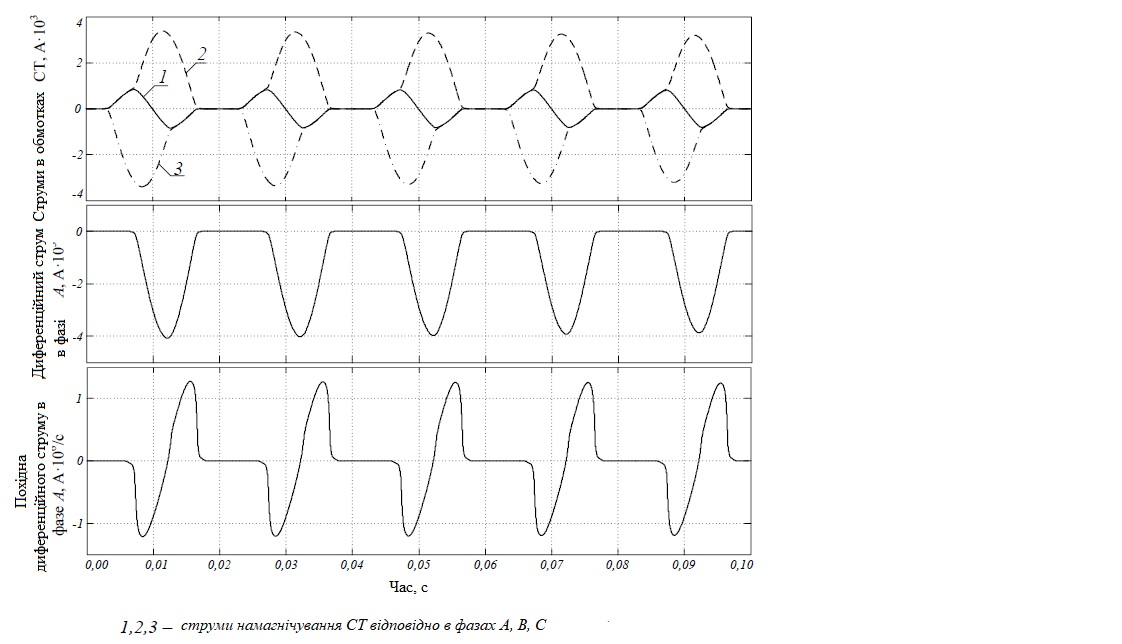 Струми в обмотках СТ, А·10³
4
2
0
-2
-4
1
2
3
Диференційний струм
в фазі А, А·10³
0
-2
-4
Похідна
диференційного струму в
фазе А, А·10⁶/с
1
0
-1
0,00 0,01 0,02 0,03 0,04 0,05 0,06 0,07 0,08 0,09 0,10
Час, с
1,2,3 – струми намагнічування СТ відповідно в фазах А, В, С